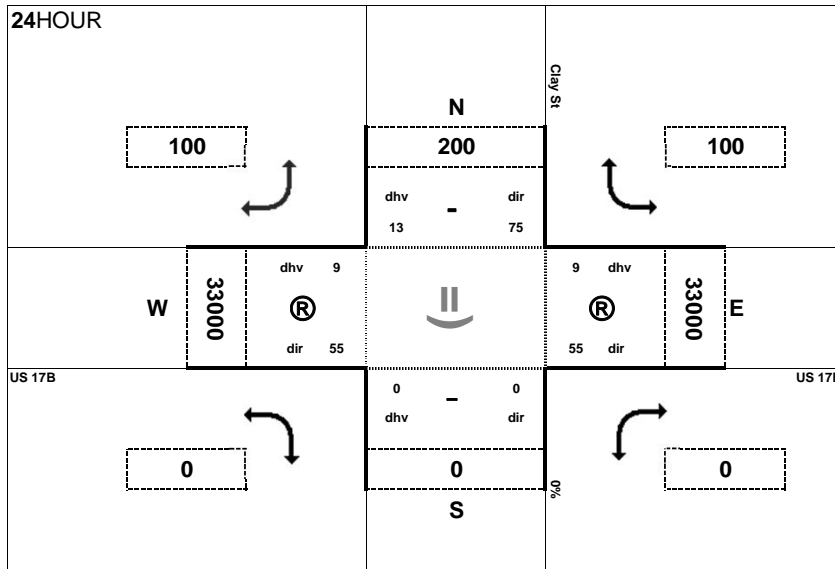 24HOUR
Clay St
N
100
200
100
dhv dir
13 75
dhv 9
9 dhv
W
33000
®
®
33000
E
dir 55
55 dir
US 17B
US 17
0 0
dhv dir
0
0
0
0%
S